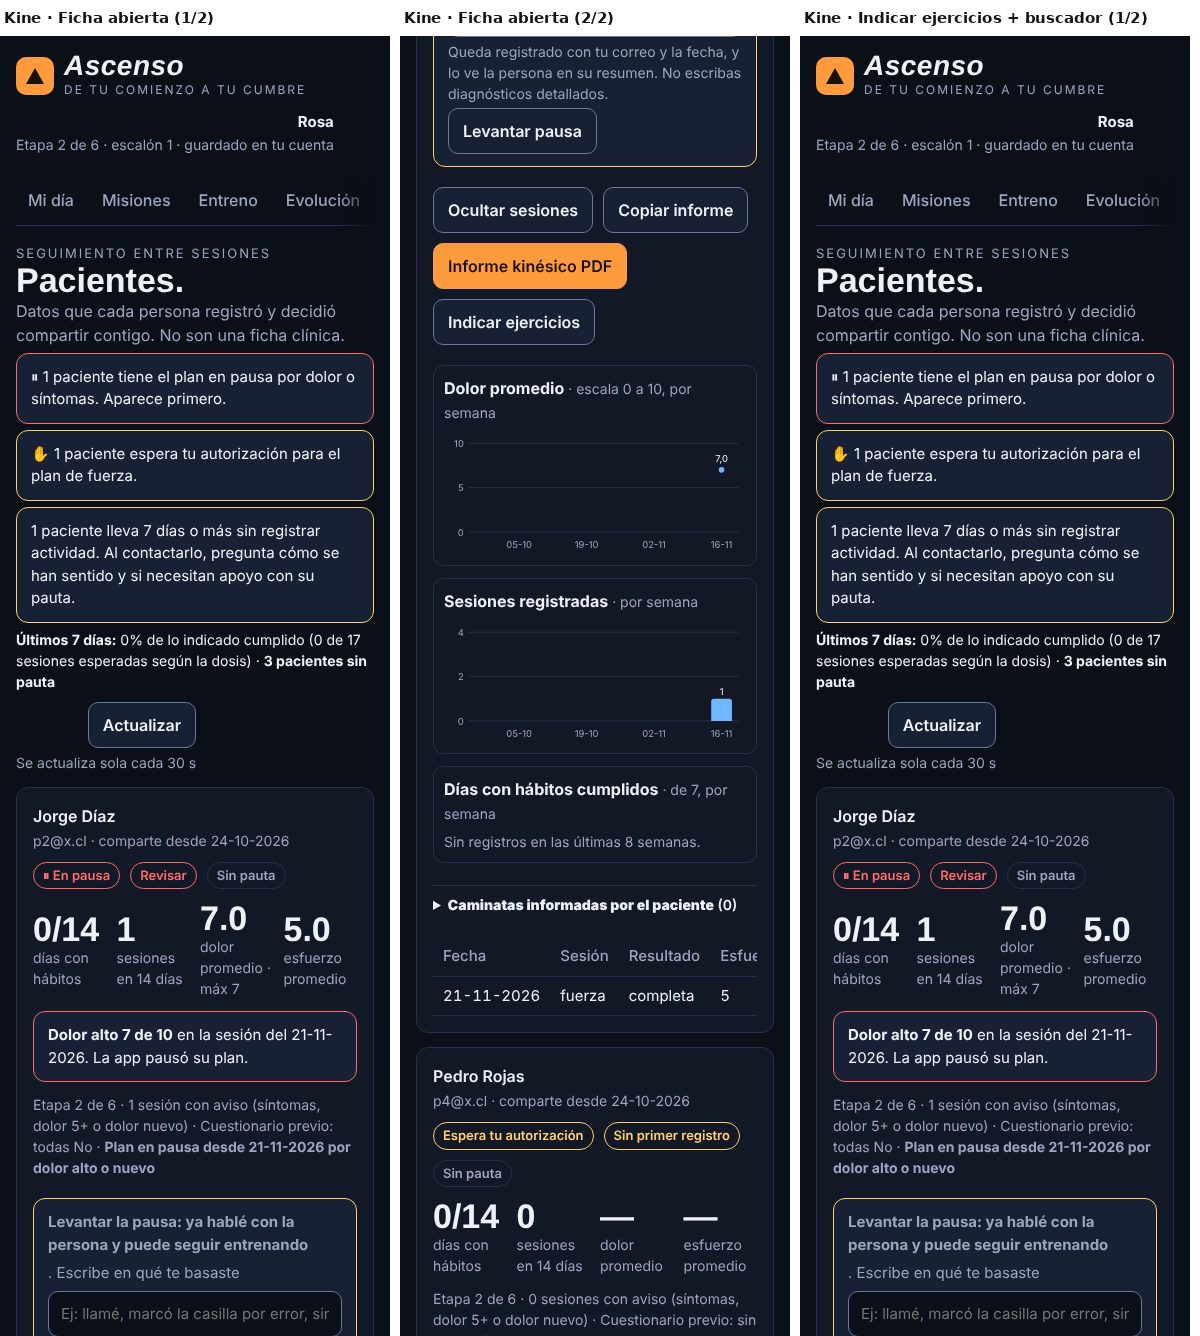 Kine · Ficha abierta (1/2)
Ascenso
DE TU COMIENZO A TU CUMBRE
Rosa
Etapa 2 de 6 · escalón 1 · guardado en tu cuenta
Mi día Misiones Entreno Evolución
SEGUIMIENTO ENTRE SESIONES
Pacientes.
Datos que cada persona registró y decidió
compartir contigo. No son una ficha clínica.
⏸ 1 paciente tiene el plan en pausa por dolor o
síntomas. Aparece primero.
✋ 1 paciente espera tu autorización para el
plan de fuerza.
1 paciente lleva 7 días o más sin registrar
actividad. Al contactarlo, pregunta cómo se
han sentido y si necesitan apoyo con su
pauta.
Últimos 7 días: 0% de lo indicado cumplido (0 de 17
sesiones esperadas según la dosis) · 3 pacientes sin
pauta
Actualizar
Se actualiza sola cada 30 s
Jorge Díaz
p2@x.cl · comparte desde 24-10-2026
⏸ En pausa Revisar Sin pauta
0/14 1 7.0 5.0
días con sesiones dolor esfuerzo
hábitos en 14 días promedio · promedio
máx 7
Dolor alto 7 de 10 en la sesión del 21-11-
2026. La app pausó su plan.
Etapa 2 de 6 · 1 sesión con aviso (síntomas,
dolor 5+ o dolor nuevo) · Cuestionario previo:
todas No · Plan en pausa desde 21-11-2026 por
dolor alto o nuevo
Levantar la pausa: ya hablé con la
persona y puede seguir entrenando
. Escribe en qué te basaste
Ej: llamé, marcó la casilla por error, sir
Kine · Ficha abierta (2/2)
Queda registrado con tu correo y la fecha, y
lo ve la persona en su resumen. No escribas
diagnósticos detallados.
Levantar pausa
Ocultar sesiones Copiar informe
Informe kinésico PDF
Indicar ejercicios
Dolor promedio · escala 0 a 10, por
semana
10
7,0
5
0
05-10 19-10 02-11 16-11
Sesiones registradas · por semana
4
2
1
0
05-10 19-10 02-11 16-11
Días con hábitos cumplidos · de 7, por
semana
Sin registros en las últimas 8 semanas.
▶ Caminatas informadas por el paciente (0)
Fecha Sesión Resultado Esfue
21-11-2026 fuerza completa 5
Pedro Rojas
p4@x.cl · comparte desde 24-10-2026
Espera tu autorización Sin primer registro
Sin pauta
0/14 0 — —
días con sesiones dolor esfuerzo
hábitos en 14 días promedio promedio
Etapa 2 de 6 · 0 sesiones con aviso (síntomas,
dolor 5+ o dolor nuevo) · Cuestionario previo: sin
Kine · Indicar ejercicios + buscador (1/2)
Ascenso
DE TU COMIENZO A TU CUMBRE
Rosa
Etapa 2 de 6 · escalón 1 · guardado en tu cuenta
Mi día Misiones Entreno Evolución
SEGUIMIENTO ENTRE SESIONES
Pacientes.
Datos que cada persona registró y decidió
compartir contigo. No son una ficha clínica.
⏸ 1 paciente tiene el plan en pausa por dolor o
síntomas. Aparece primero.
✋ 1 paciente espera tu autorización para el
plan de fuerza.
1 paciente lleva 7 días o más sin registrar
actividad. Al contactarlo, pregunta cómo se
han sentido y si necesitan apoyo con su
pauta.
Últimos 7 días: 0% de lo indicado cumplido (0 de 17
sesiones esperadas según la dosis) · 3 pacientes sin
pauta
Actualizar
Se actualiza sola cada 30 s
Jorge Díaz
p2@x.cl · comparte desde 24-10-2026
⏸ En pausa Revisar Sin pauta
0/14 1 7.0 5.0
días con sesiones dolor esfuerzo
hábitos en 14 días promedio · promedio
máx 7
Dolor alto 7 de 10 en la sesión del 21-11-
2026. La app pausó su plan.
Etapa 2 de 6 · 1 sesión con aviso (síntomas,
dolor 5+ o dolor nuevo) · Cuestionario previo:
todas No · Plan en pausa desde 21-11-2026 por
dolor alto o nuevo
Levantar la pausa: ya hablé con la
persona y puede seguir entrenando
. Escribe en qué te basaste
Ej: llamé, marcó la casilla por error, sir